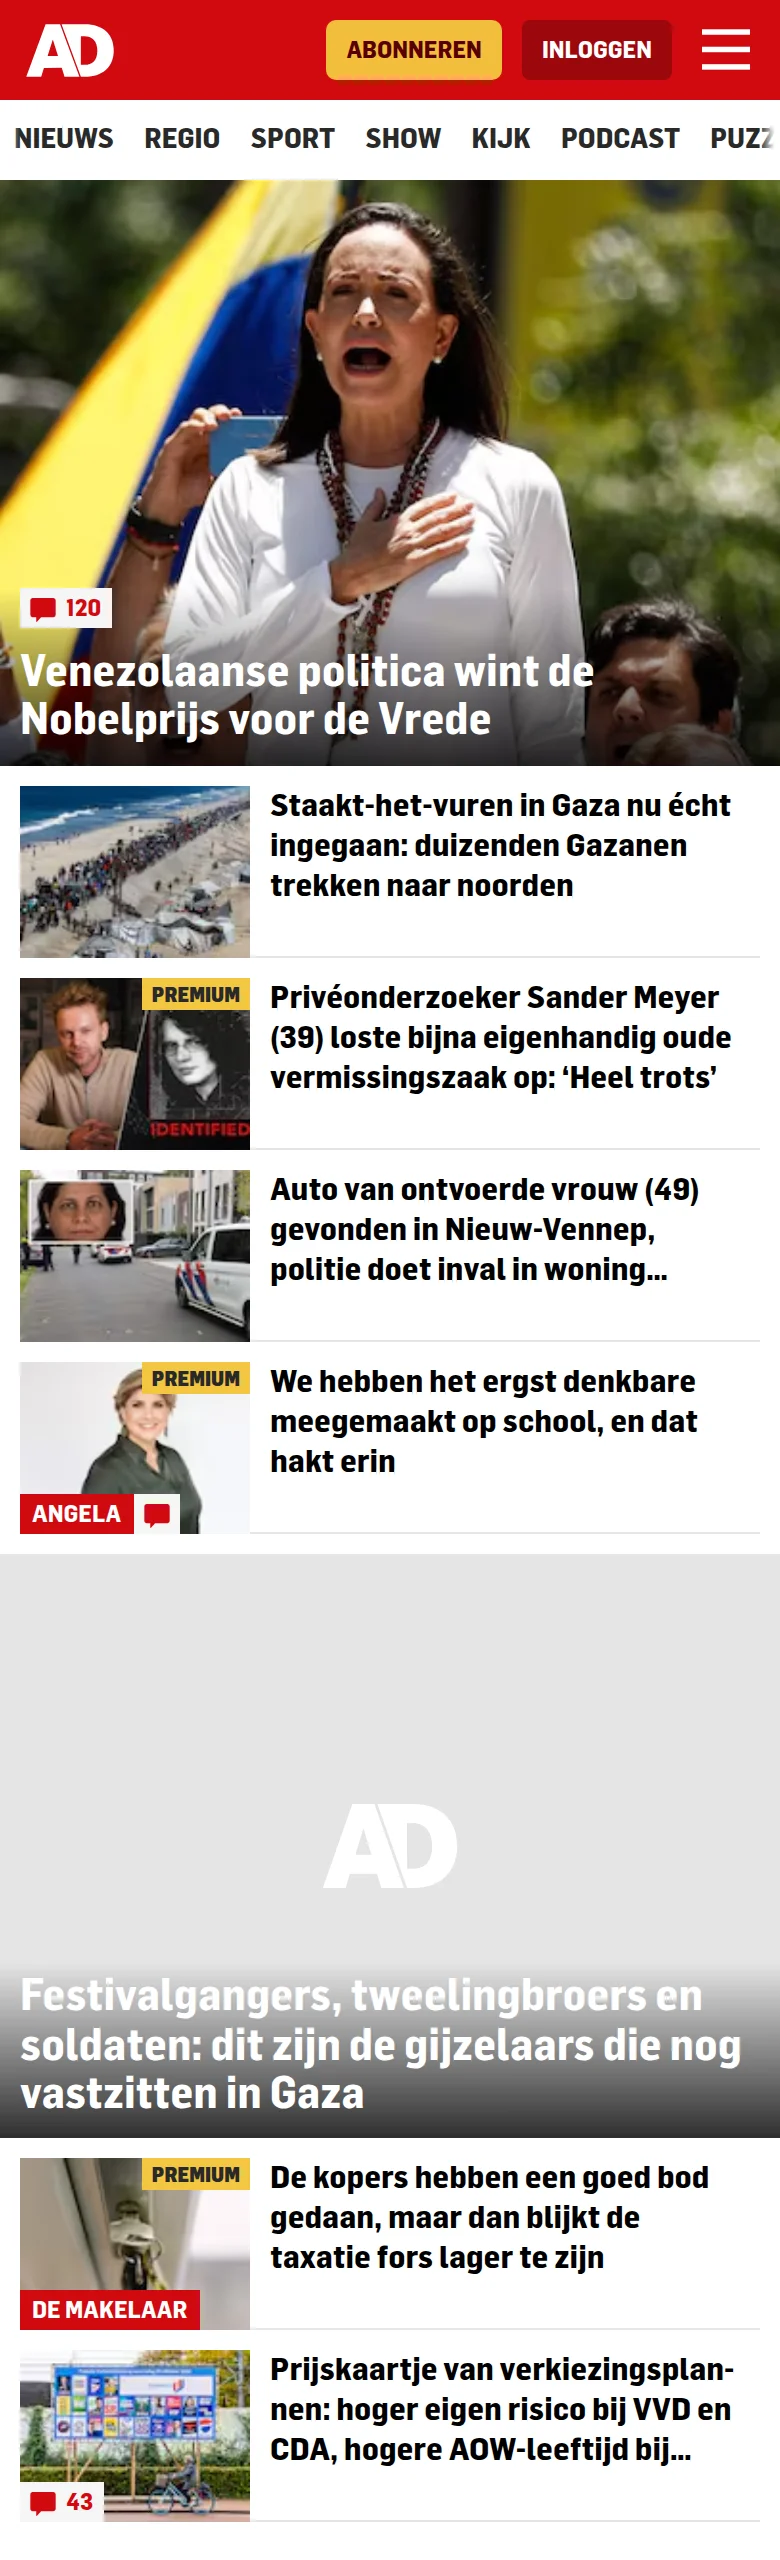 AD
ABONNEREN
INLOGGEN
NIEUWS REGIO SPORT SHOW KIJK PODCAST PUZZ
120
Venezolaanse politica wint de
Nobelprijs voor de Vrede
Staakt-het-vuren in Gaza nu écht
ingegaan: duizenden Gazanen
trekken naar noorden
PREMIUM
IDENTIFIED
Privéonderzoeker Sander Meyer
(39) loste bijna eigenhandig oude
vermissingszaak op: ‘Heel trots’
Auto van ontvoerde vrouw (49)
gevonden in Nieuw-Vennep,
politie doet inval in woning...
PREMIUM
ANGELA
We hebben het ergst denkbare
meegemaakt op school, en dat
hakt erin
AD
Festivalgangers, tweelingbroers en
soldaten: dit zijn de gijzelaars die nog
vastzitten in Gaza
PREMIUM
DE MAKELAAR
De kopers hebben een goed bod
gedaan, maar dan blijkt de
taxatie fors lager te zijn
43
Prijskaartje van verkiezingsplan-
nen: hoger eigen risico bij VVD en
CDA, hogere AOW-leeftijd bij...